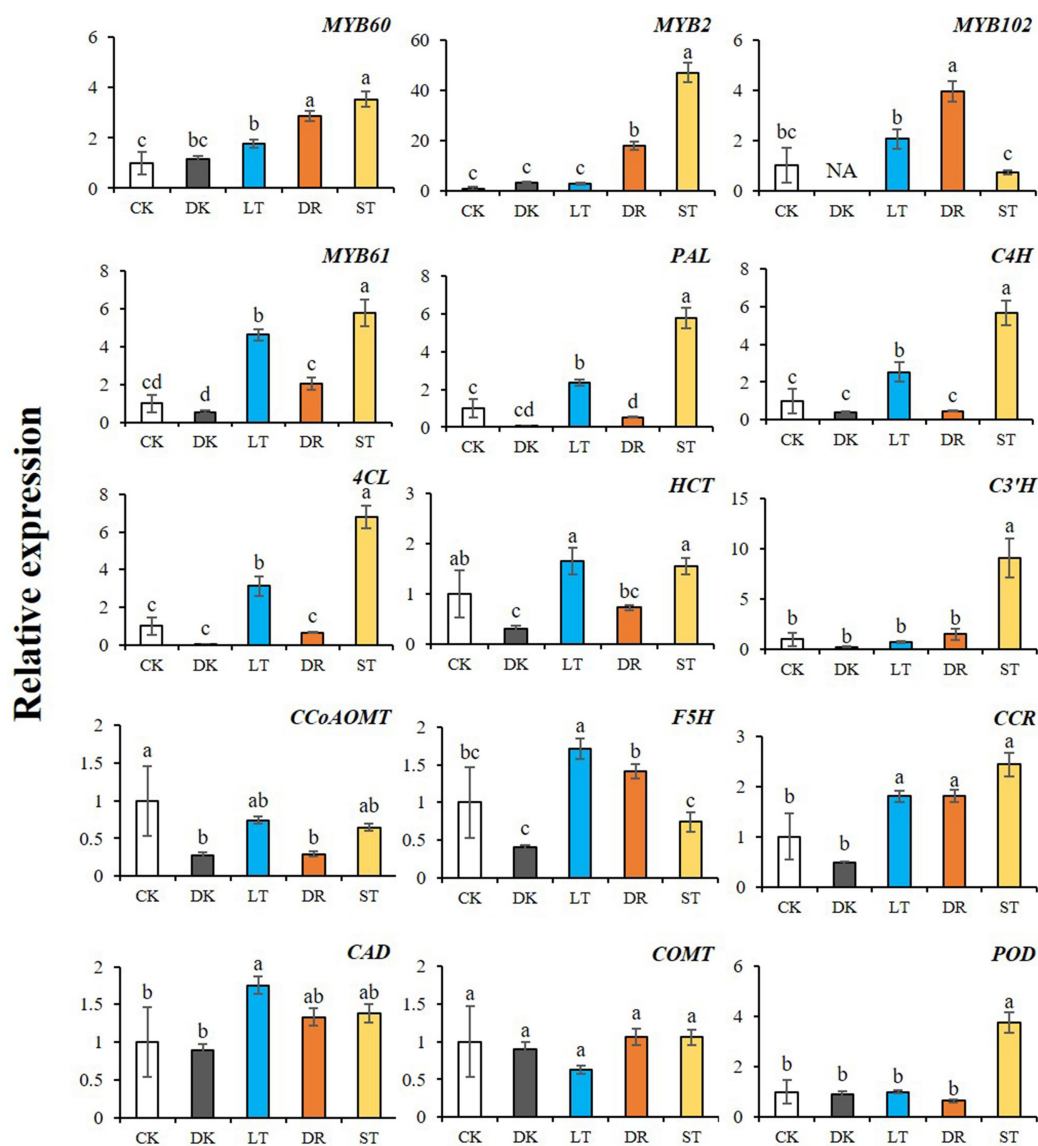 Relative expression
MYB60
6
4
2
0
c
bc
b
a
a
CK
DK
LT
DR
ST
MYB2
60
40
20
0
c
c
c
b
a
CK
DK
LT
DR
ST
MYB102
6
4
2
0
bc
NA
b
a
c
CK
DK
LT
DR
ST
MYB61
8
6
4
2
0
cd
d
b
c
a
CK
DK
LT
DR
ST
PAL
8
6
4
2
0
c
cd
b
d
a
CK
DK
LT
DR
ST
C4H
8
6
4
2
0
c
c
b
c
a
CK
DK
LT
DR
ST
4CL
8
6
4
2
0
c
c
b
c
a
CK
DK
LT
DR
ST
HCT
3
2
1
0
ab
c
a
bc
a
CK
DK
LT
DR
ST
C3'H
15
10
5
0
b
b
b
b
a
CK
DK
LT
DR
ST
CCoAOMT
2
1.5
1
0.5
0
a
b
ab
b
ab
CK
DK
LT
DR
ST
F5H
2
1.5
1
0.5
0
bc
c
a
b
c
CK
DK
LT
DR
ST
CCR
3
2
1
0
b
b
a
a
a
CK
DK
LT
DR
ST
CAD
2
1.5
1
0.5
0
b
b
a
ab
ab
CK
DK
LT
DR
ST
COMT
2
1.5
1
0.5
0
a
a
a
a
a
CK
DK
LT
DR
ST
POD
6
4
2
0
b
b
b
b
a
CK
DK
LT
DR
ST